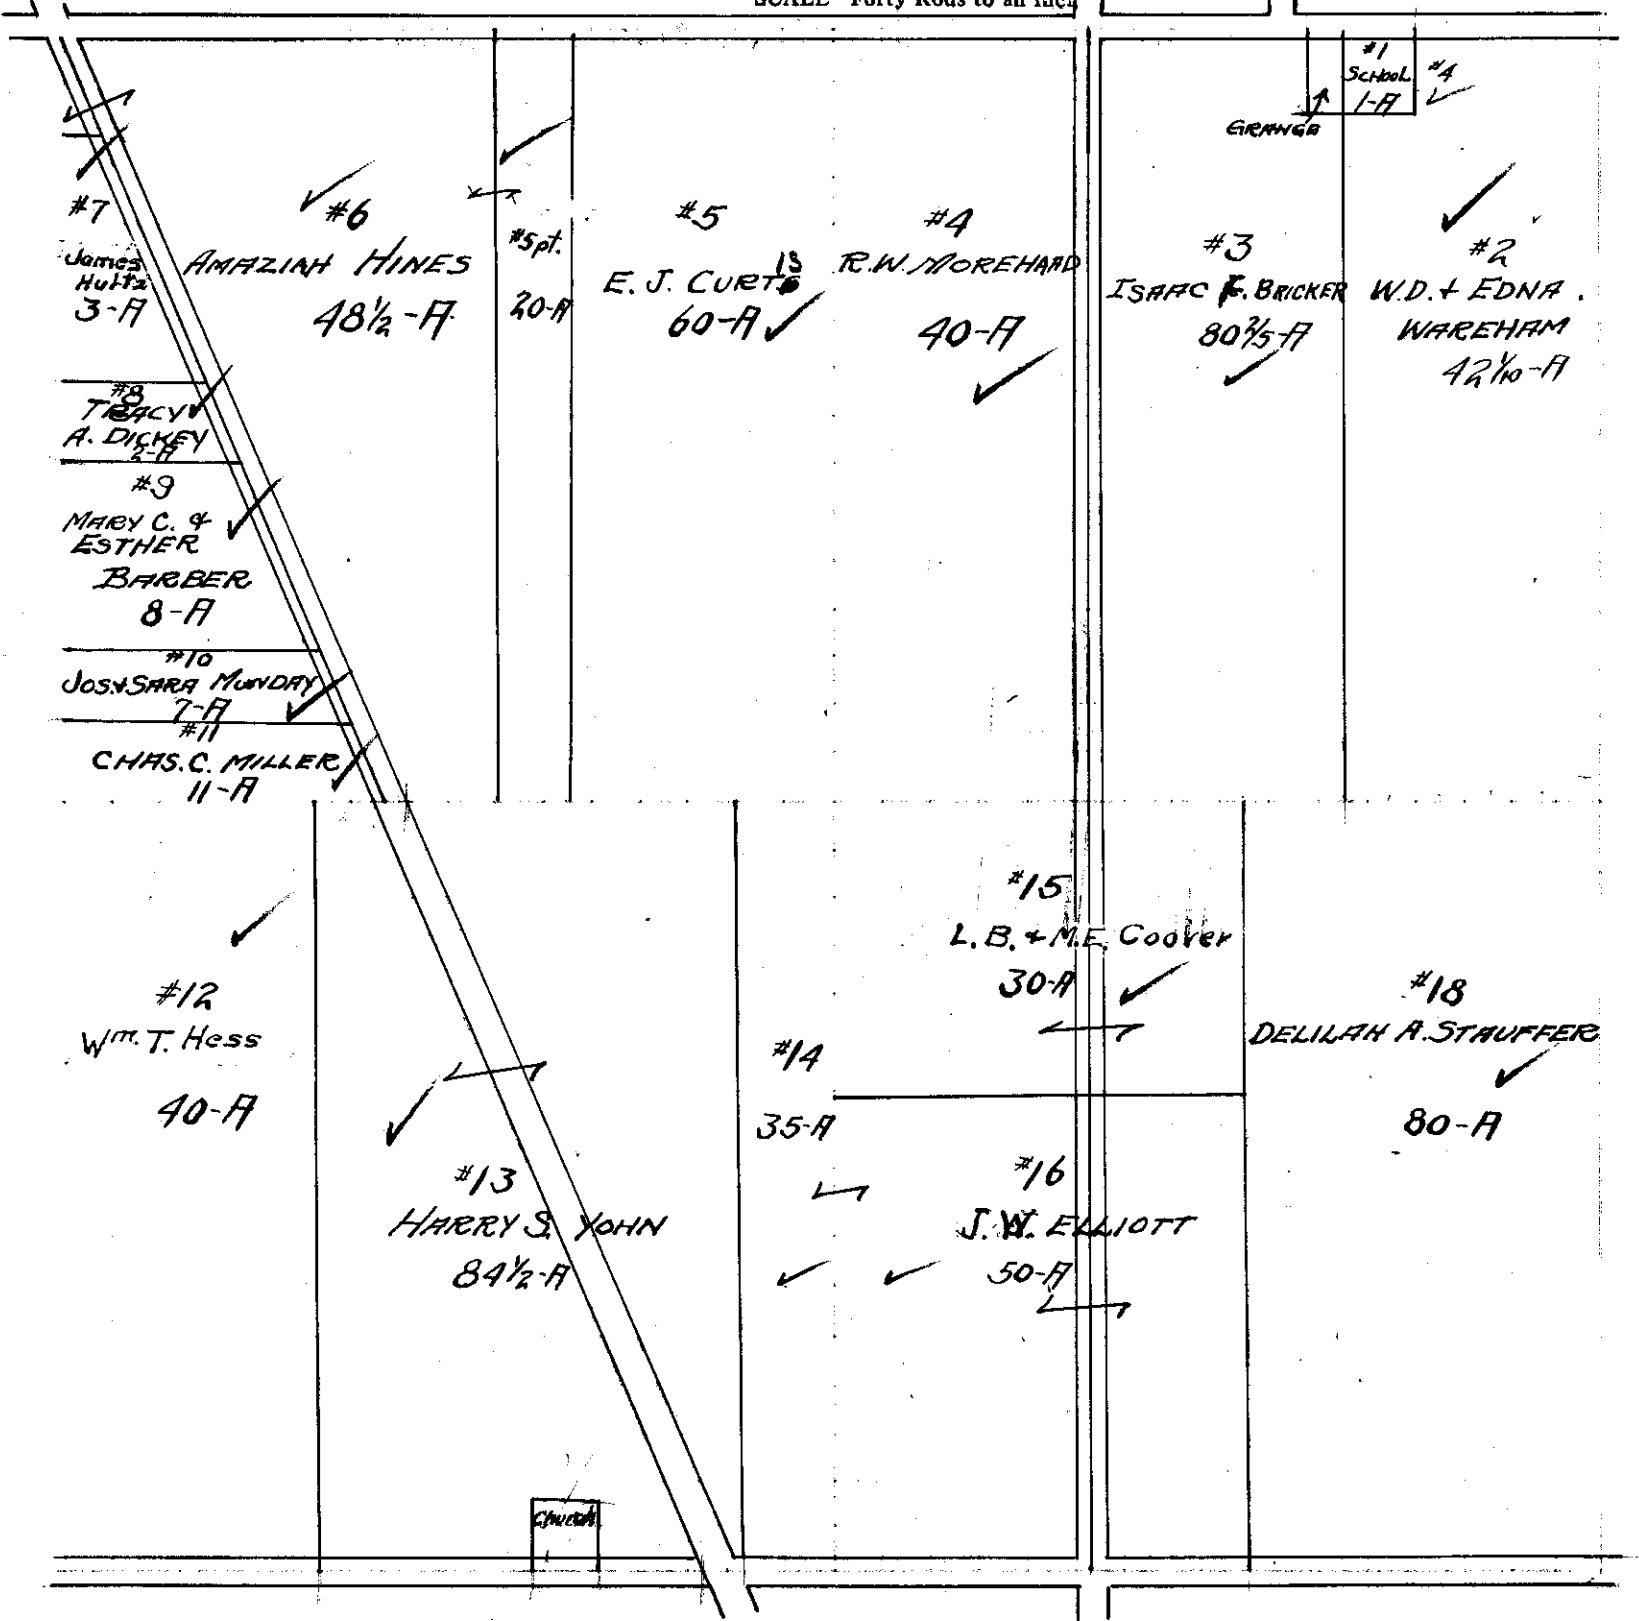 SCALE Forty Rods to an Inch
#1
SCHOOL
1-A
#4
GRANGE
#7
James
Hultz
3-A
#6
AMAZIAH HINES
48½-A
#5pt.
20-A
#5
E. J. CURTIS
60-A
#4
R.W. MOREHARD
40-A
#3
ISAAC F. BRICKER
80⅖-A
#2
W.D. & EDNA.
WAREHAM
42⅒-A
#8
TRACY
A. DICKEY
2-A
#9
MARY C. &
ESTHER
BARBER
8-A
#10
JOS.&SARA MUNDAY
7-A
#11
CHAS. C. MILLER
11-A
#12
Wm. T. Hess
40-A
#13
HARRY S. YOHN
84½-A
#14
35-A
#15
L. B. & M.E. Coover
30-A
#16
J. W. ELLIOTT
50-A
#18
DELILAH A. STAUFFER
80-A
Church